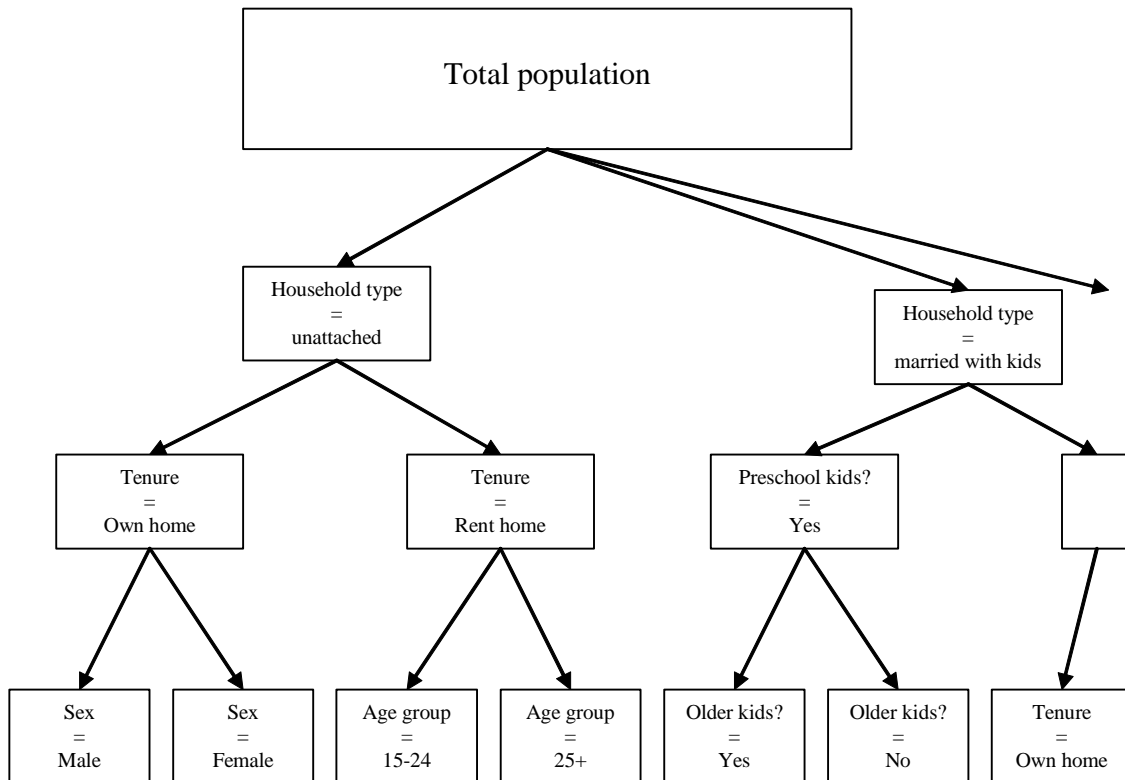 Total population
Household type
=
unattached
Household type
=
married with kids
Tenure
=
Own home
Tenure
=
Rent home
Preschool kids?
=
Yes
Sex
=
Male
Sex
=
Female
Age group
=
15-24
Age group
=
25+
Older kids?
=
Yes
Older kids?
=
No
Tenure
=
Own home